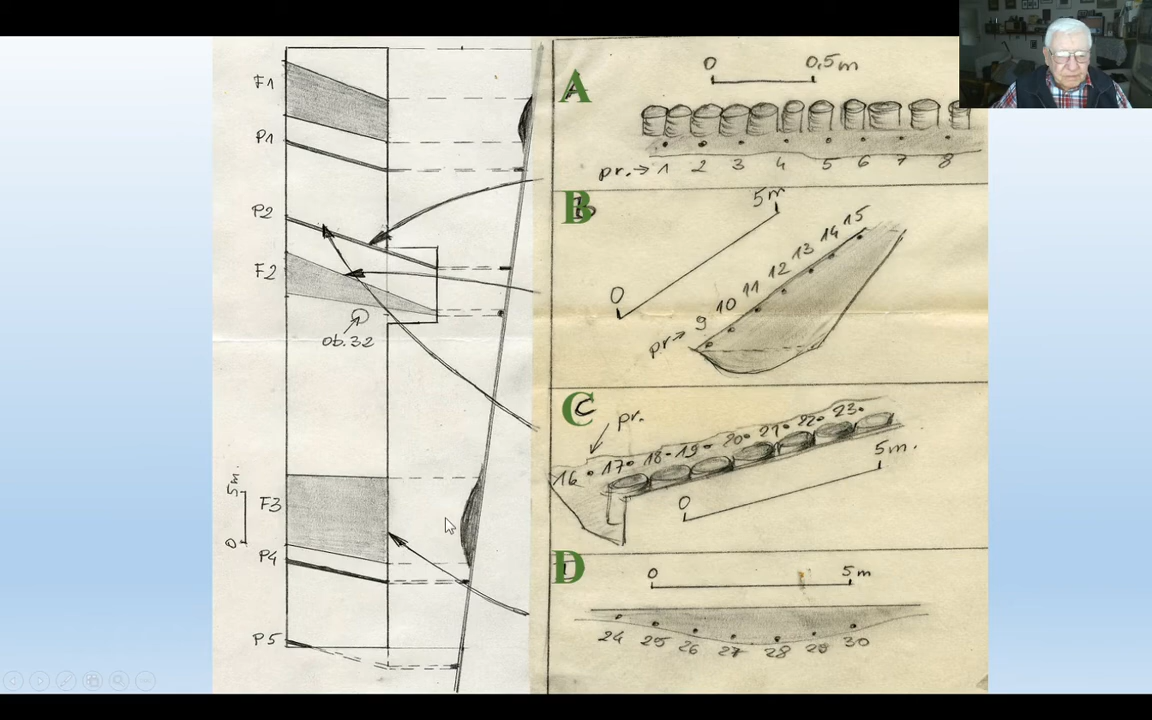 F1
P1
P2
F2
ob.32
F3
P4
P5
0 5m.
A
0 0,5m
pr.→ 1 2 3 4 5 6 7 8
B
0 5m
pr→ 9 10 11 12 13 14 15
C
pr.
16 17 18 19 20 21 22 23
0 5m.
D
0 5m
24 25 26 27 28 29 30